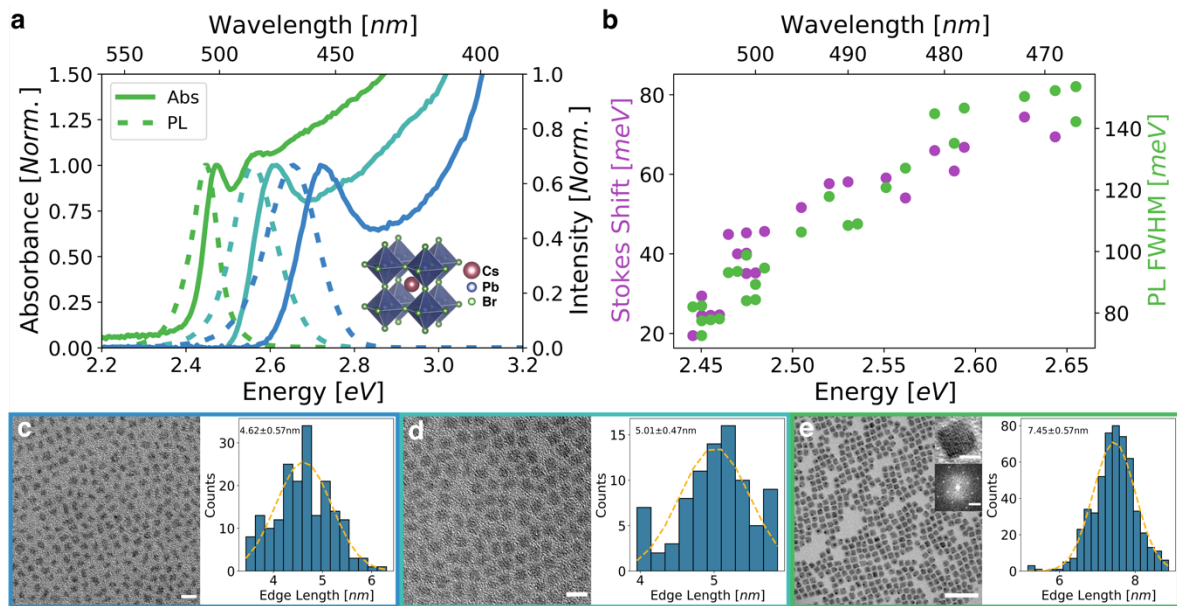 a
Wavelength [nm]
550 500 450 400
Absorbance [Norm.]
1.50
1.25
1.00
0.75
0.50
0.25
0.00
Abs
PL
Cs
Pb
Br
1.0
0.8
0.6
0.4
0.2
0.0
Intensity [Norm.]
2.2 2.4 2.6 2.8 3.0 3.2
Energy [eV]
b
Wavelength [nm]
500 490 480 470
Stokes Shift [meV]
80
60
40
20
140
120
100
80
PL FWHM [meV]
2.45 2.50 2.55 2.60 2.65
Energy [eV]
c
4.62±0.57nm
Counts
30
20
10
0
4 5 6
Edge Length [nm]
d
5.01±0.47nm
Counts
15
10
5
0
4 5
Edge Length [nm]
e
7.45±0.57nm
Counts
80
60
40
20
0
6 8
Edge Length [nm]